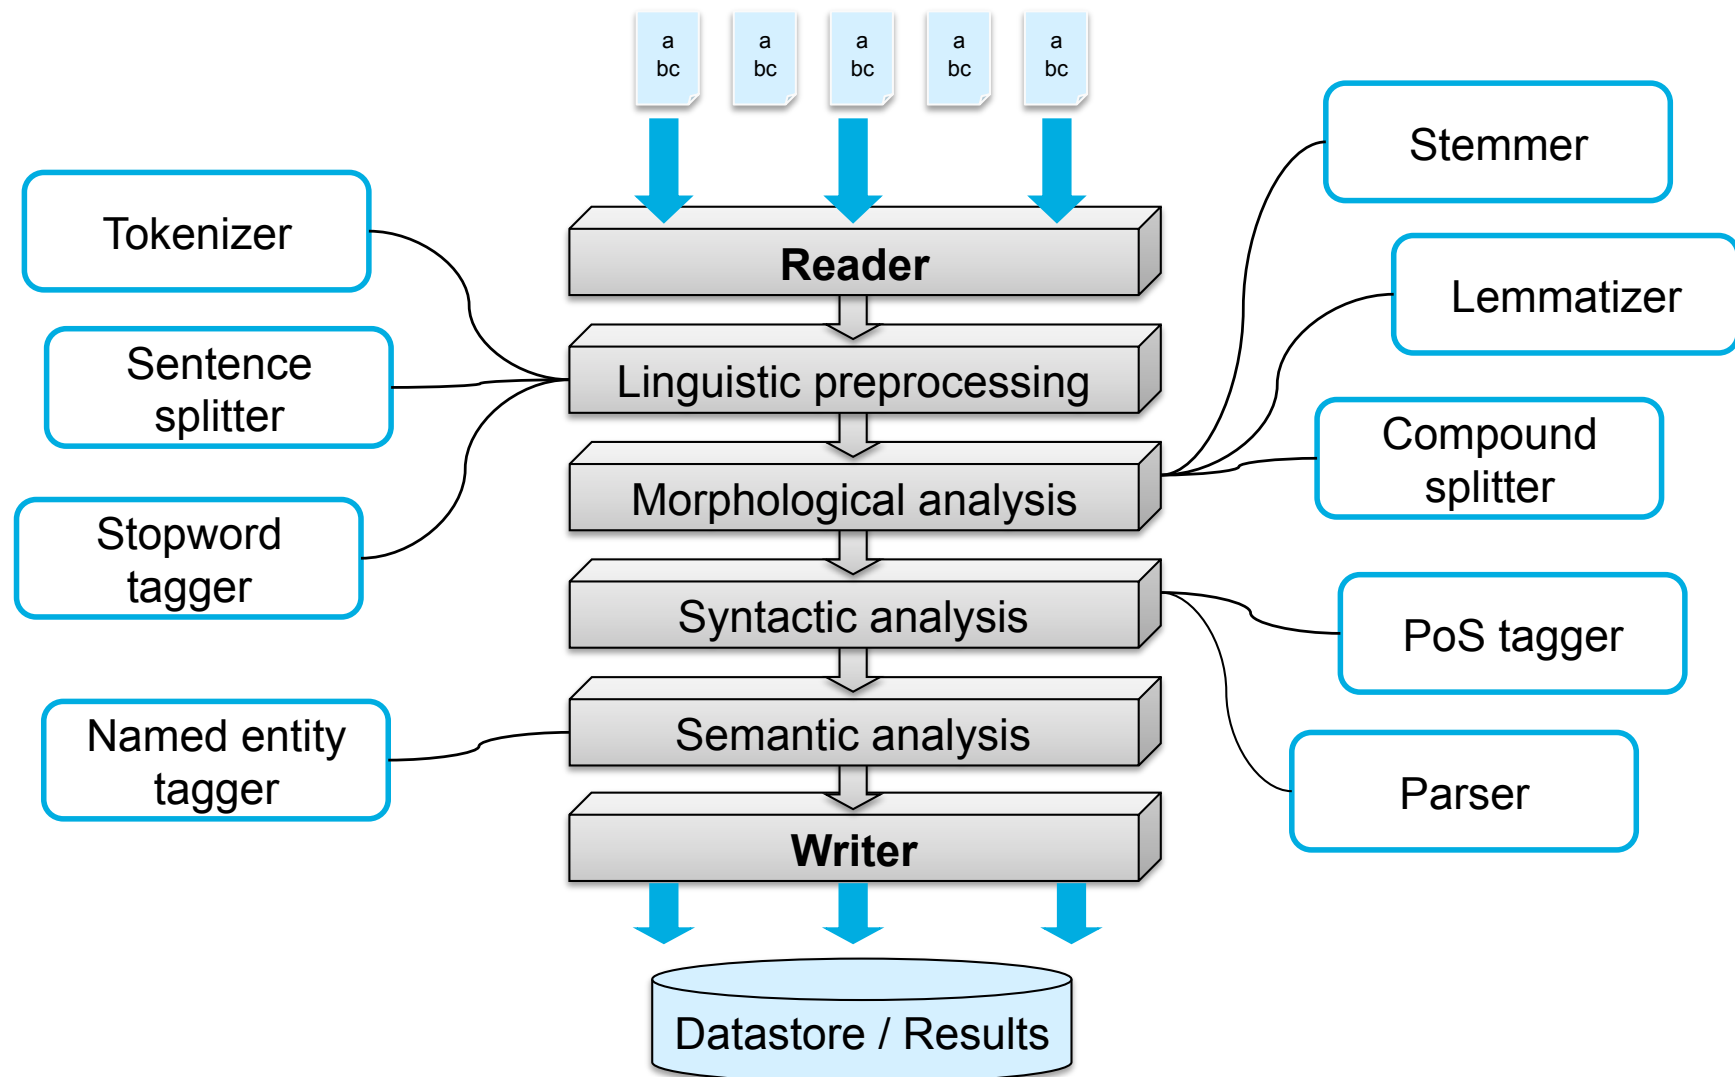 a
bc
a
bc
a
bc
a
bc
a
bc
Stemmer
Tokenizer
Reader
Lemmatizer
Sentence
splitter
Linguistic preprocessing
Compound
splitter
Morphological analysis
Stopword
tagger
Syntactic analysis
PoS tagger
Named entity
tagger
Semantic analysis
Parser
Writer
Datastore / Results